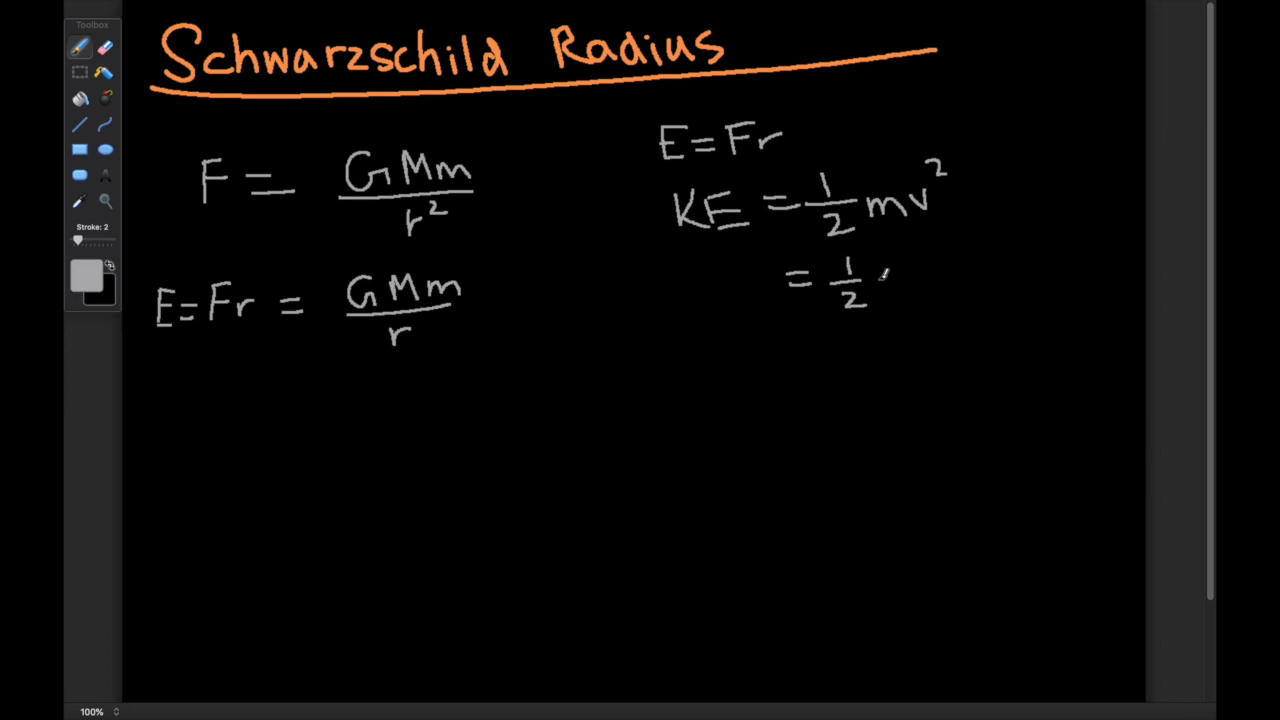 Toolbox
Stroke: 2
100%
Schwarzschild Radius
F = GMm / r²
E = Fr = GMm / r
E = Fr
KE = 1/2 mv²
= 1/2